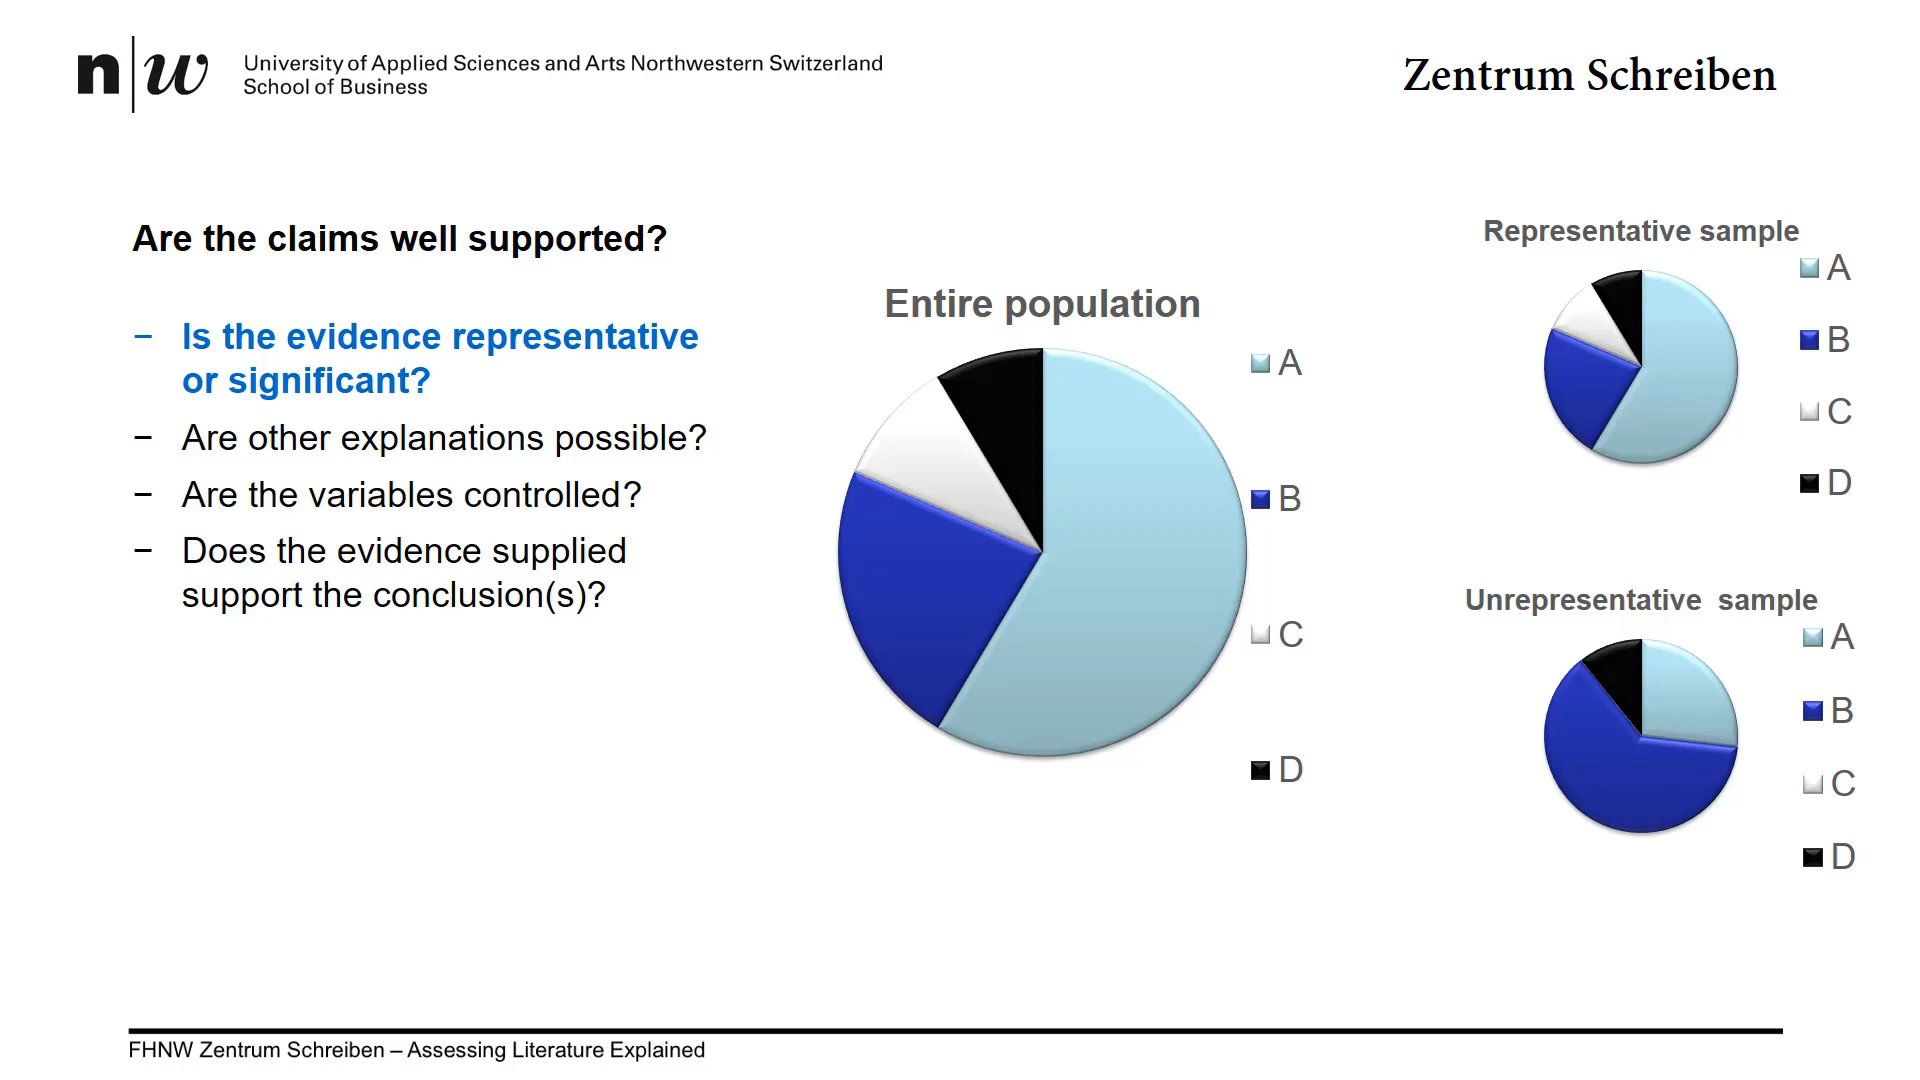 n|w
University of Applied Sciences and Arts Northwestern Switzerland
School of Business
Zentrum Schreiben
Are the claims well supported?
− Is the evidence representative
or significant?
− Are other explanations possible?
− Are the variables controlled?
− Does the evidence supplied
support the conclusion(s)?
Entire population
A
B
C
D
Representative sample
A
B
C
D
Unrepresentative  sample
A
B
C
D
FHNW Zentrum Schreiben – Assessing Literature Explained